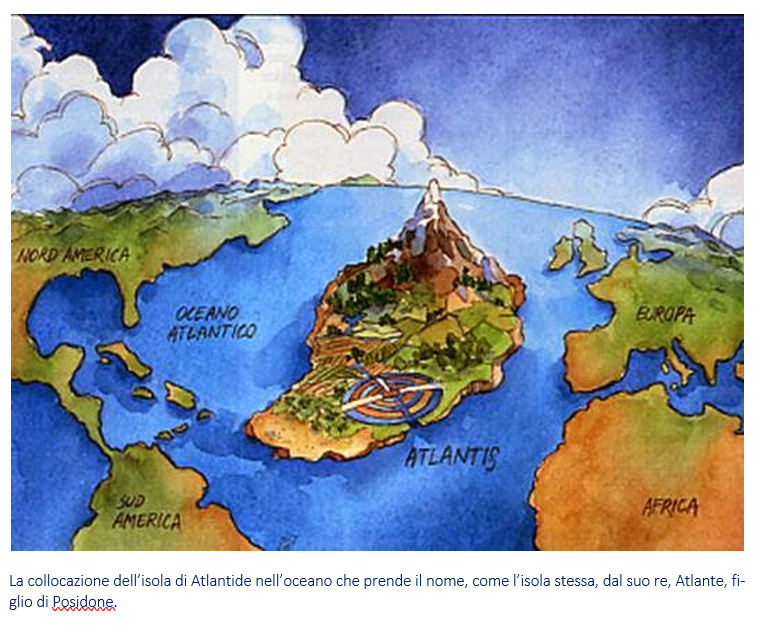 NORD AMERICA
OCEANO
ATLANTICO
EUROPA
ATLANTIS
SUD
AMERICA
AFRICA
La collocazione dell’isola di Atlantide nell’oceano che prende il nome, come l’isola stessa, dal suo re, Atlante, fi-
glio di Posidone.